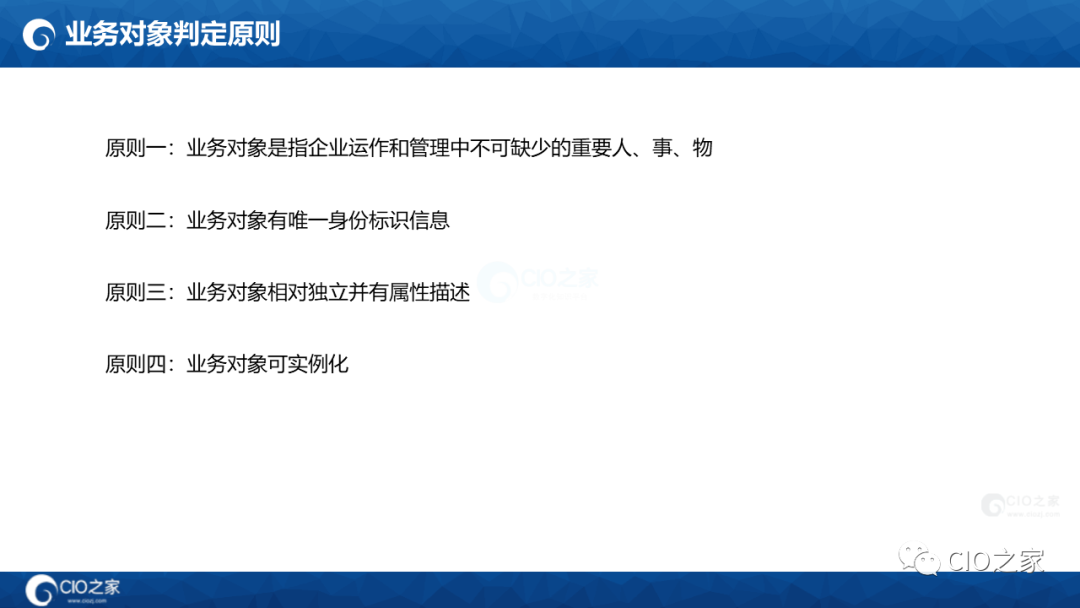 业务对象判定原则
原则一：业务对象是指企业运作和管理中不可缺少的重要人、事、物
原则二：业务对象有唯一身份标识信息
CIO之家
原则三：业务对象相对独立并有属性描述
原则四：业务对象可实例化
CIO之家
www.ciozj.com
CIO之家
CIO之家
www.ciozj.com